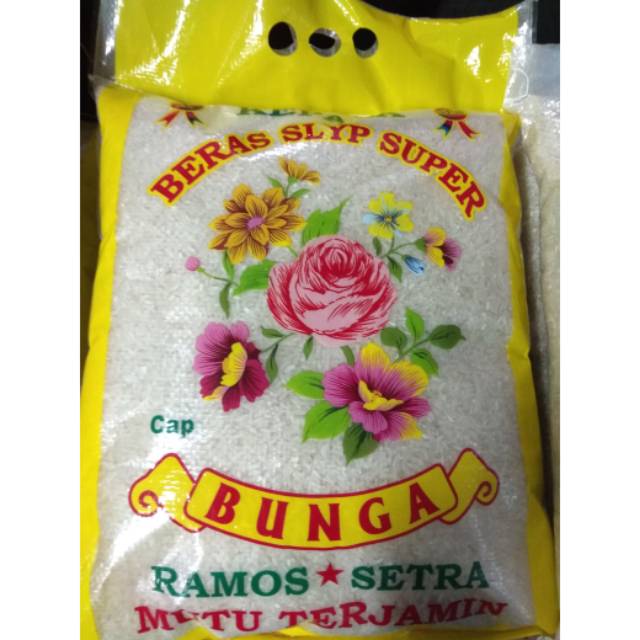 BERAS SLYP SUPER
Cap
BUNGA
RAMOS ★ SETRA
MUTU TERJAMIN